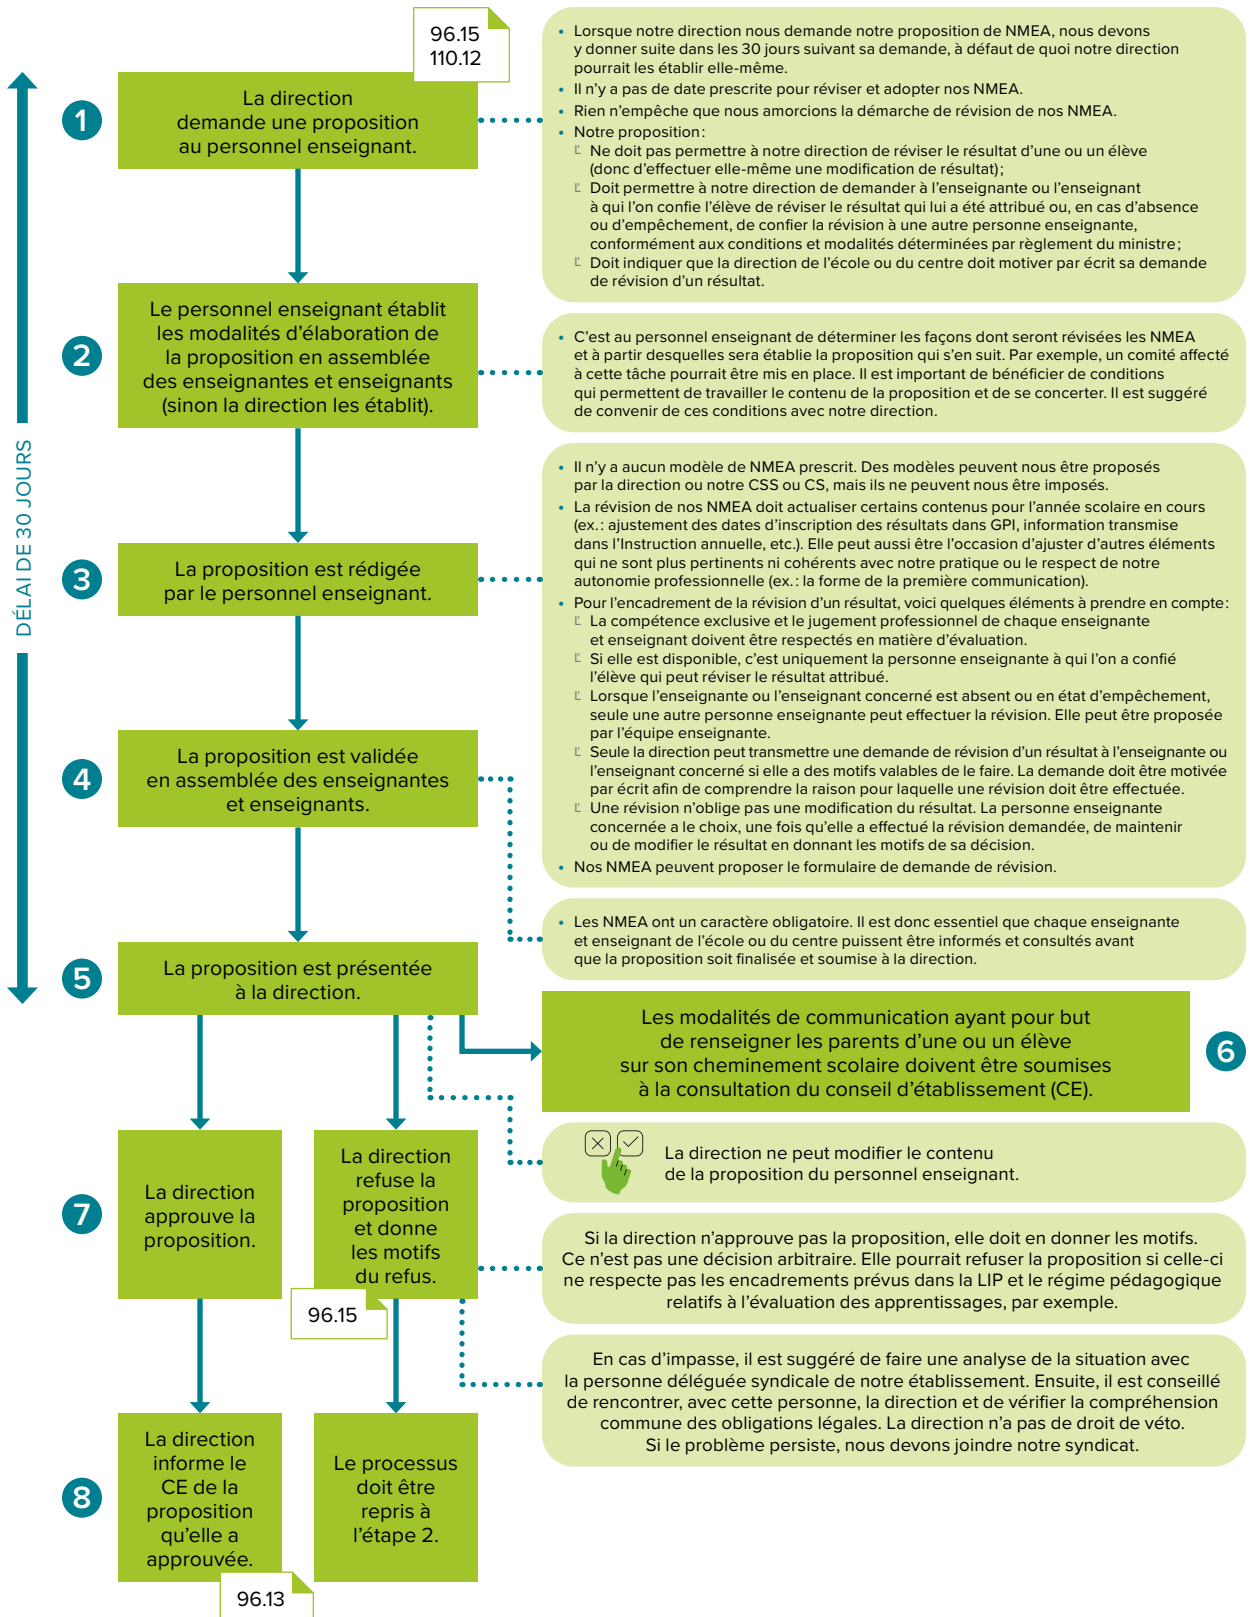 96.15
110.12
DÉLAI DE 30 JOURS
1
La direction
demande une proposition
au personnel enseignant.
• Lorsque notre direction nous demande notre proposition de NMEA, nous devons
y donner suite dans les 30 jours suivant sa demande, à défaut de quoi notre direction
pourrait les établir elle-même.
• Il n'y a pas de date prescrite pour réviser et adopter nos NMEA.
• Rien n'empêche que nous amorcions la démarche de révision de nos NMEA.
• Notre proposition :
Ne doit pas permettre à notre direction de réviser le résultat d'une ou un élève
(donc d'effectuer elle-même une modification de résultat) ;
Doit permettre à notre direction de demander à l'enseignante ou l'enseignant
à qui l'on confie l'élève de réviser le résultat qui lui a été attribué ou, en cas d'absence
ou d'empêchement, de confier la révision à une autre personne enseignante,
conformément aux conditions et modalités déterminées par règlement du ministre ;
Doit indiquer que la direction de l'école ou du centre doit motiver par écrit sa demande
de révision d'un résultat.
2
Le personnel enseignant établit
les modalités d'élaboration de
la proposition en assemblée
des enseignantes et enseignants
(sinon la direction les établit).
• C'est au personnel enseignant de déterminer les façons dont seront révisées les NMEA
et à partir desquelles sera établie la proposition qui s'en suit. Par exemple, un comité affecté
à cette tâche pourrait être mis en place. Il est important de bénéficier de conditions
qui permettent de travailler le contenu de la proposition et de se concerter. Il est suggéré
de convenir de ces conditions avec notre direction.
3
La proposition est rédigée
par le personnel enseignant.
• Il n'y a aucun modèle de NMEA prescrit. Des modèles peuvent nous être proposés
par la direction ou notre CSS ou CS, mais ils ne peuvent nous être imposés.
• La révision de nos NMEA doit actualiser certains contenus pour l'année scolaire en cours
(ex. : ajustement des dates d'inscription des résultats dans GPI, information transmise
dans l'Instruction annuelle, etc.). Elle peut aussi être l'occasion d'ajuster d'autres éléments
qui ne sont plus pertinents ni cohérents avec notre pratique ou le respect de notre
autonomie professionnelle (ex. : la forme de la première communication).
• Pour l'encadrement de la révision d'un résultat, voici quelques éléments à prendre en compte :
La compétence exclusive et le jugement professionnel de chaque enseignante
et enseignant doivent être respectés en matière d'évaluation.
Si elle est disponible, c'est uniquement la personne enseignante à qui l'on a confié
l'élève qui peut réviser le résultat attribué.
Lorsque l'enseignante ou l'enseignant concerné est absent ou en état d'empêchement,
seule une autre personne enseignante peut effectuer la révision. Elle peut être proposée
par l'équipe enseignante.
Seule la direction peut transmettre une demande de révision d'un résultat à l'enseignante ou
l'enseignant concerné si elle a des motifs valables de le faire. La demande doit être motivée
par écrit afin de comprendre la raison pour laquelle une révision doit être effectuée.
Une révision n'oblige pas une modification du résultat. La personne enseignante
concernée a le choix, une fois qu'elle a effectué la révision demandée, de maintenir
ou de modifier le résultat en donnant les motifs de sa décision.
• Nos NMEA peuvent proposer le formulaire de demande de révision.
4
La proposition est validée
en assemblée des enseignantes
et enseignants.
• Les NMEA ont un caractère obligatoire. Il est donc essentiel que chaque enseignante
et enseignant de l'école ou du centre puissent être informés et consultés avant
que la proposition soit finalisée et soumise à la direction.
5
La proposition est présentée
à la direction.
Les modalités de communication ayant pour but
de renseigner les parents d'une ou un élève
sur son cheminement scolaire doivent être soumises
à la consultation du conseil d'établissement (CE).
6
La direction ne peut modifier le contenu
de la proposition du personnel enseignant.
7
La direction
approuve la
proposition.
La direction
refuse la
proposition
et donne
les motifs
du refus.
96.15
Si la direction n'approuve pas la proposition, elle doit en donner les motifs.
Ce n'est pas une décision arbitraire. Elle pourrait refuser la proposition si celle-ci
ne respecte pas les encadrements prévus dans la LIP et le régime pédagogique
relatifs à l'évaluation des apprentissages, par exemple.
En cas d'impasse, il est suggéré de faire une analyse de la situation avec
la personne déléguée syndicale de notre établissement. Ensuite, il est conseillé
de rencontrer, avec cette personne, la direction et de vérifier la compréhension
commune des obligations légales. La direction n'a pas de droit de véto.
Si le problème persiste, nous devons joindre notre syndicat.
8
La direction
informe le
CE de la
proposition
qu'elle a
approuvée.
96.13
Le processus
doit être
repris à
l'étape 2.